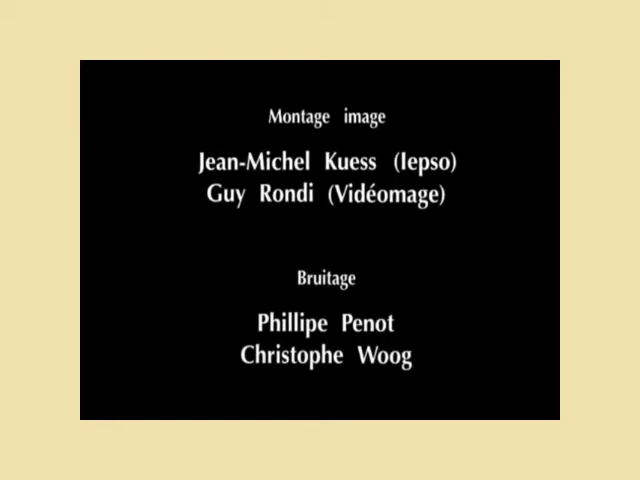 Montage image
Jean-Michel Kuess (Iepso)
Guy Rondi (Vidéomage)
Bruitage
Phillipe Penot
Christophe Woog